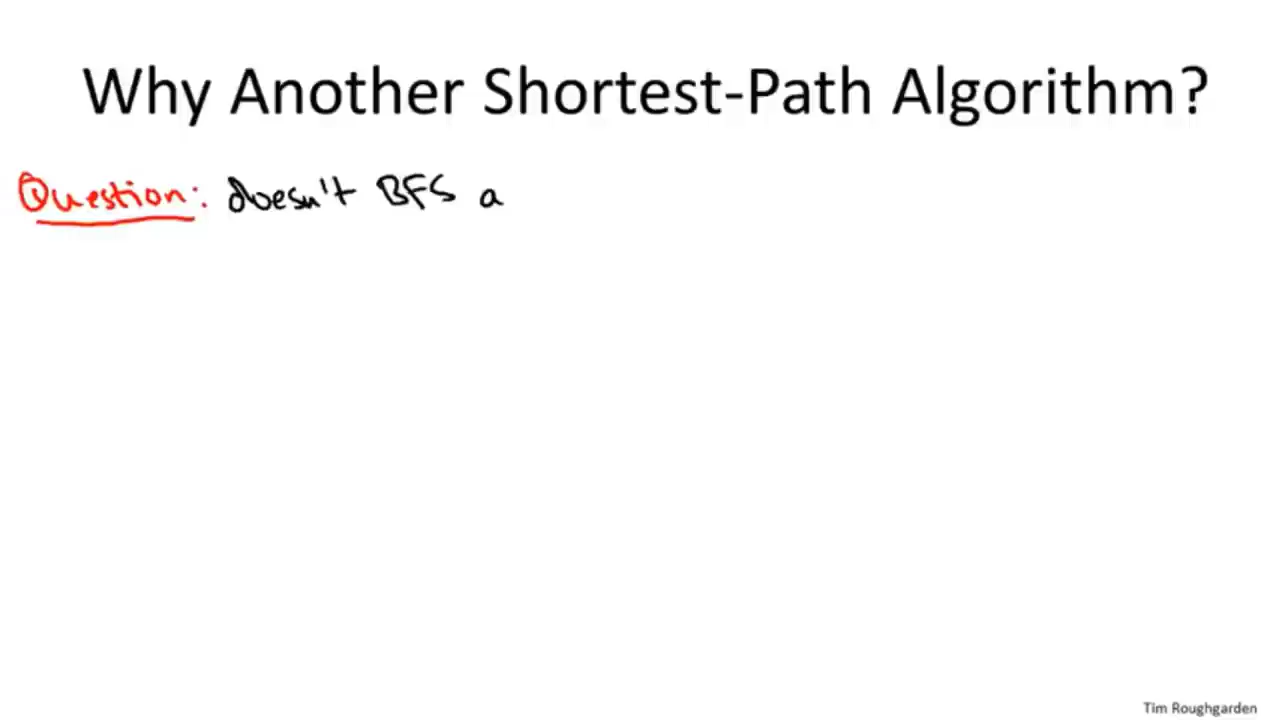 Why Another Shortest-Path Algorithm?
Question: doesn't BFS a
Tim Roughgarden